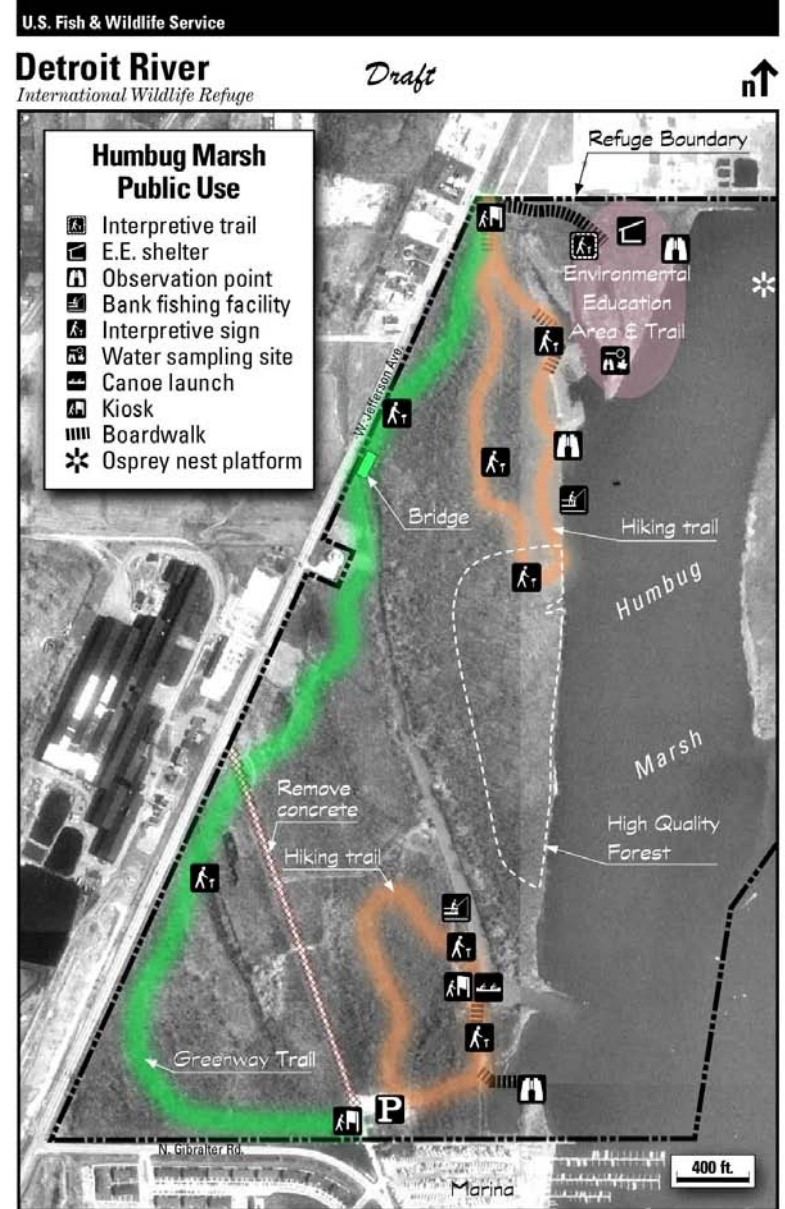 U.S. Fish & Wildlife Service
Detroit River
International Wildlife Refuge
Draft
n
Refuge Boundary
Humbug Marsh
Public Use
Interpretive trail
E.E. shelter
Observation point
Bank fishing facility
Interpretive sign
Water sampling site
Canoe launch
Kiosk
Boardwalk
Osprey nest platform
Environmental
Education
Area & Trail
W. Jefferson Ave.
Bridge
Hiking trail
Humbug
Marsh
Remove
concrete
High Quality
Forest
Hiking trail
Greenway Trail
P
N. Gibralter Rd.
400 ft.
Marina